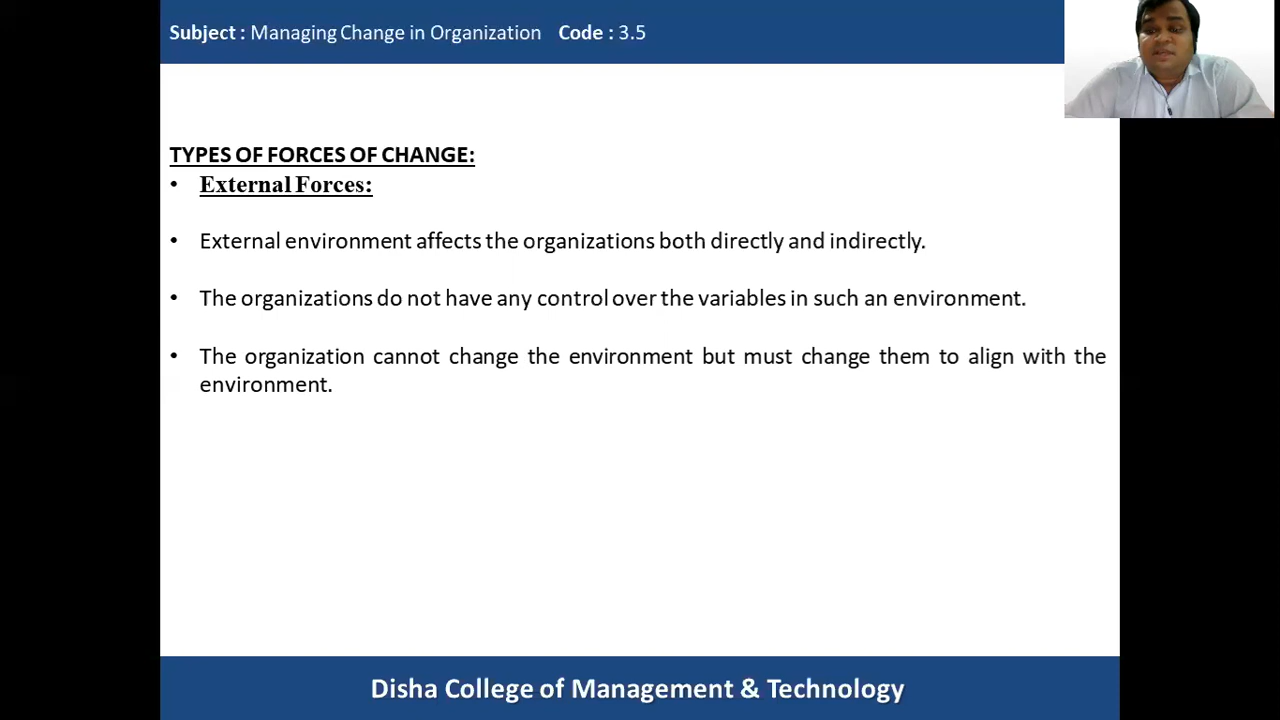 Subject : Managing Change in Organization Code : 3.5
TYPES OF FORCES OF CHANGE:
• External Forces:
• External environment affects the organizations both directly and indirectly.
• The organizations do not have any control over the variables in such an environment.
• The organization cannot change the environment but must change them to align with the
environment.
Disha College of Management & Technology